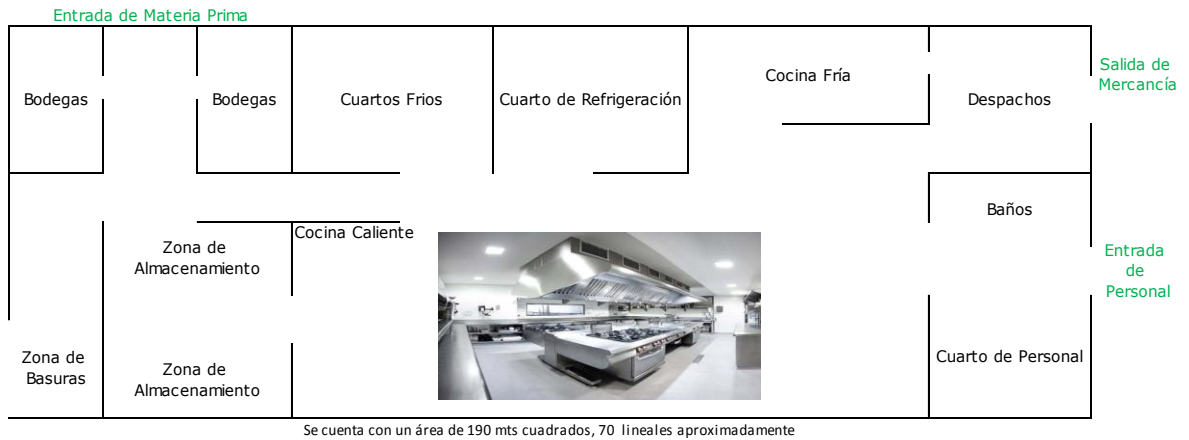 Entrada de Materia Prima
Bodegas
Bodegas
Cuartos Frios
Cuarto de Refrigeración
Cocina Fría
Despachos
Salida de
Mercancía
Baños
Cocina Caliente
Zona de
Almacenamiento
Entrada
de
Personal
Zona de
Basuras
Zona de
Almacenamiento
Cuarto de Personal
Se cuenta con un área de 190 mts cuadrados, 70 lineales aproximadamente